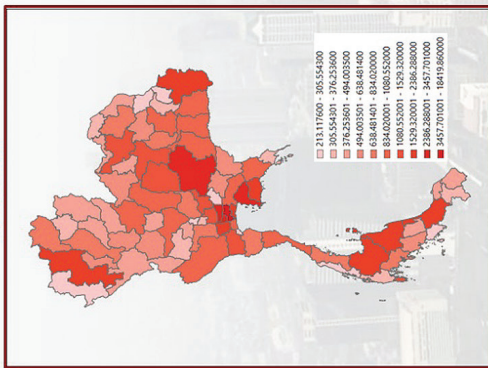 213.117600 - 305.554300
305.554301 - 376.253600
376.253601 - 494.003500
494.003501 - 638.481400
638.481401 - 834.020000
834.020001 - 1080.552000
1080.552001 - 1529.320000
1529.320001 - 2386.288000
2386.288001 - 3457.701000
3457.701001 - 18419.860000